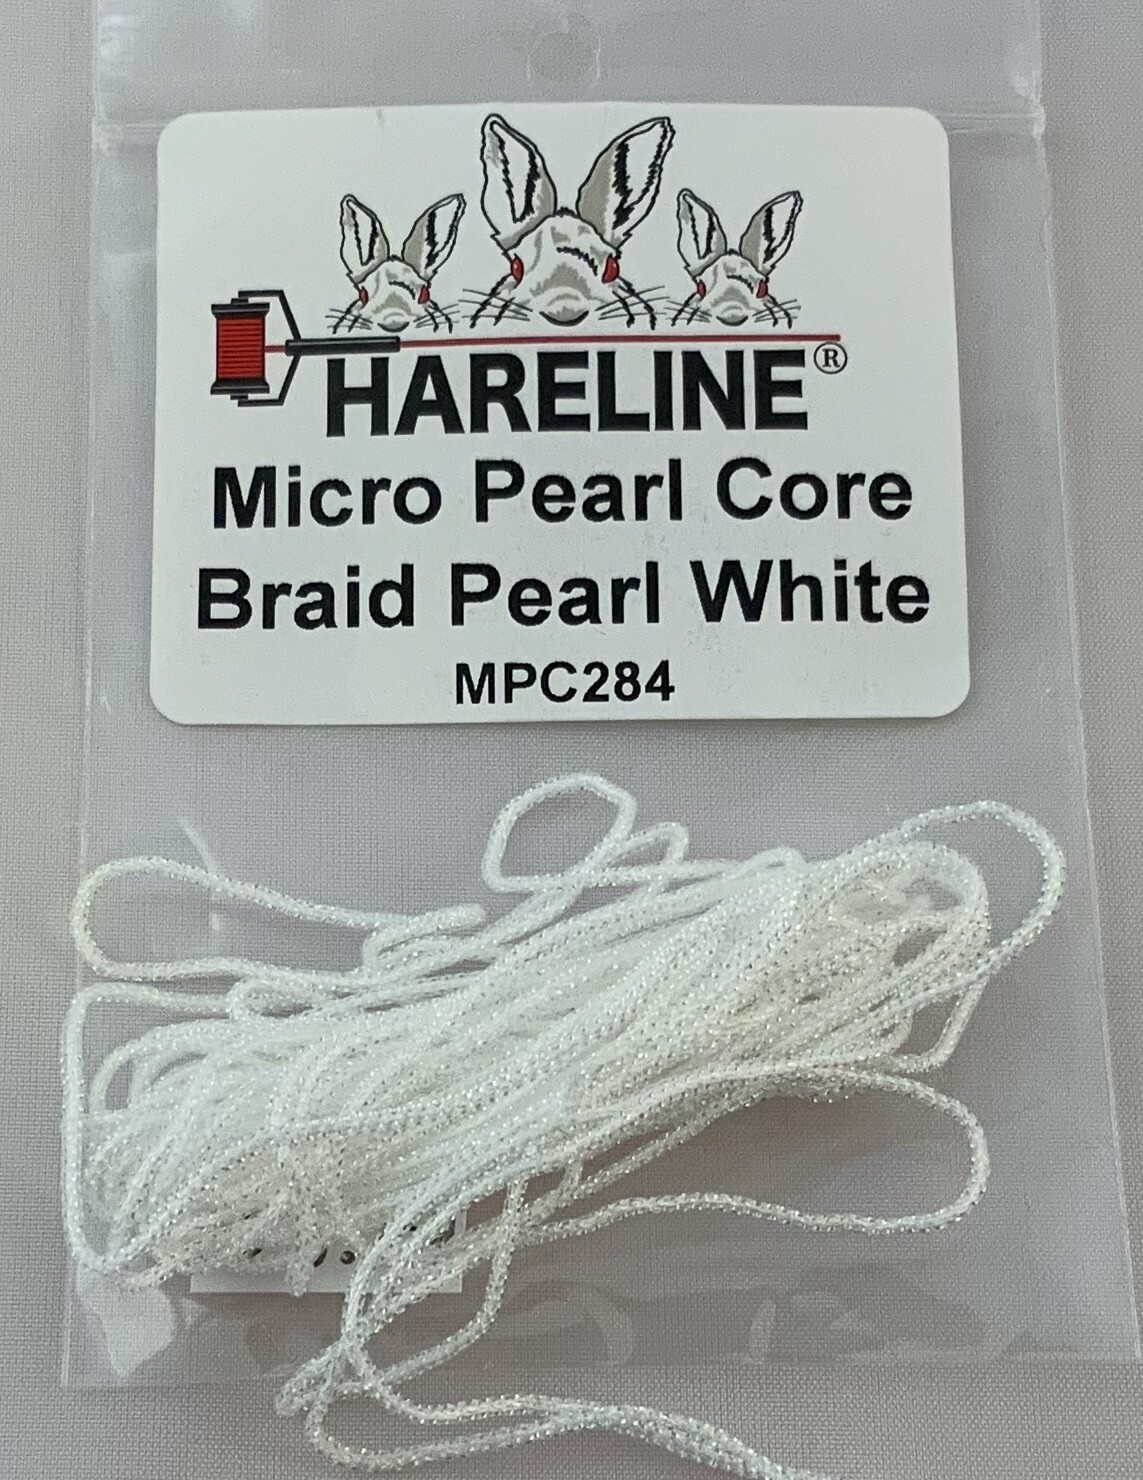 HARELINE®
Micro Pearl Core
Braid Pearl White
MPC284